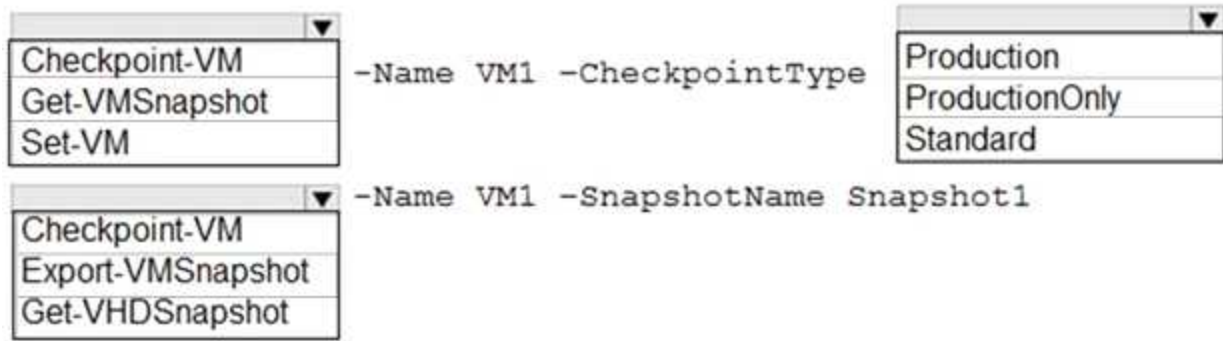 Checkpoint-VM
Get-VMSnapshot
Set-VM
-Name VM1 -CheckpointType
Production
ProductionOnly
Standard
-Name VM1 -SnapshotName Snapshot1
Checkpoint-VM
Export-VMSnapshot
Get-VHDSnapshot